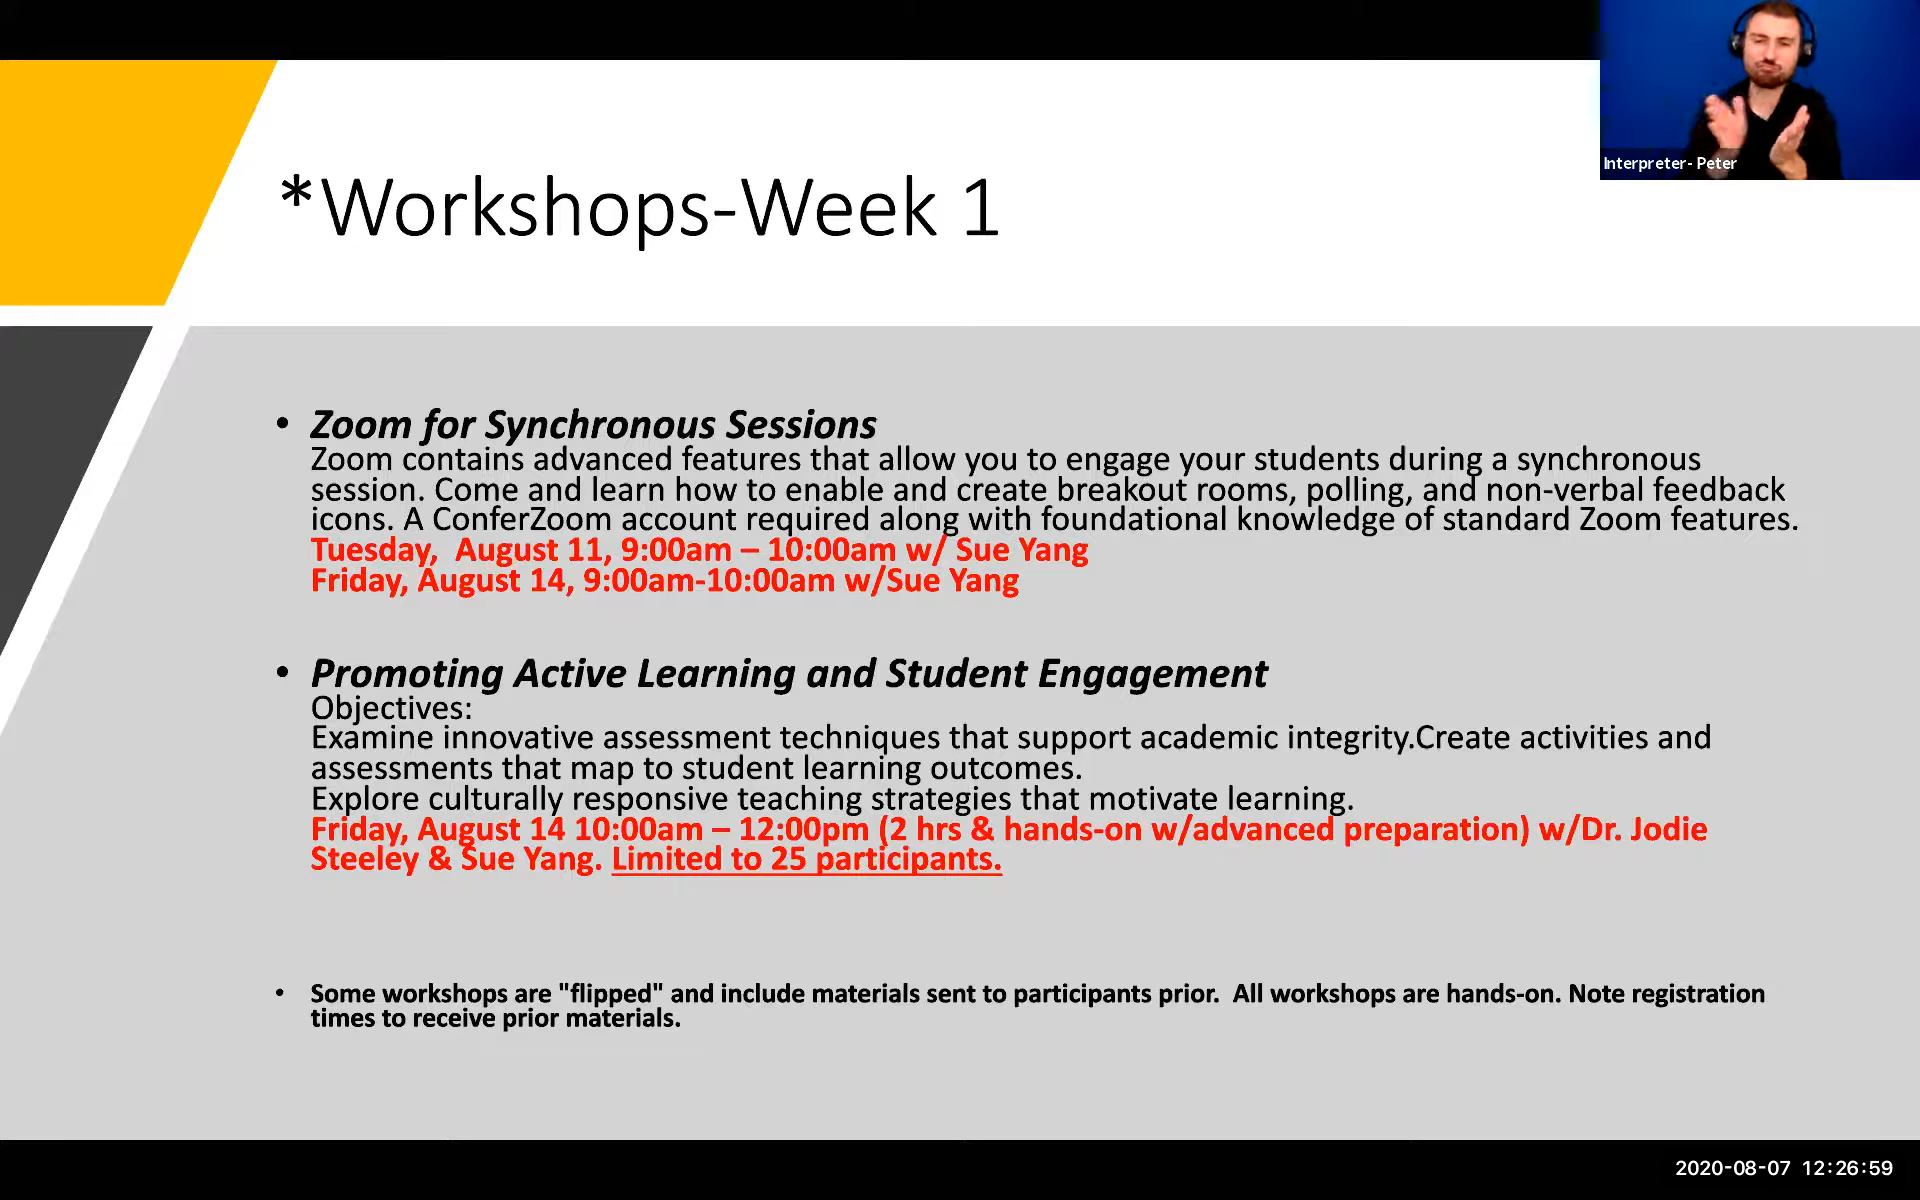 Interpreter- Peter
*Workshops-Week 1
• Zoom for Synchronous Sessions
Zoom contains advanced features that allow you to engage your students during a synchronous
session. Come and learn how to enable and create breakout rooms, polling, and non-verbal feedback
icons. A ConferZoom account required along with foundational knowledge of standard Zoom features.
Tuesday,  August 11, 9:00am – 10:00am w/ Sue Yang
Friday, August 14, 9:00am-10:00am w/Sue Yang
• Promoting Active Learning and Student Engagement
Objectives:
Examine innovative assessment techniques that support academic integrity.Create activities and
assessments that map to student learning outcomes.
Explore culturally responsive teaching strategies that motivate learning.
Friday, August 14 10:00am – 12:00pm (2 hrs & hands-on w/advanced preparation) w/Dr. Jodie
Steeley & Sue Yang. Limited to 25 participants.
• Some workshops are "flipped" and include materials sent to participants prior.  All workshops are hands-on. Note registration
times to receive prior materials.
2020-08-07 12:26:59